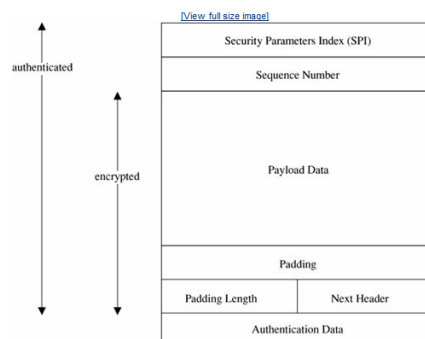 [View full size image]
Security Parameters Index (SPI)
authenticated
Sequence Number
encrypted
Payload Data
Padding
Padding Length Next Header
Authentication Data